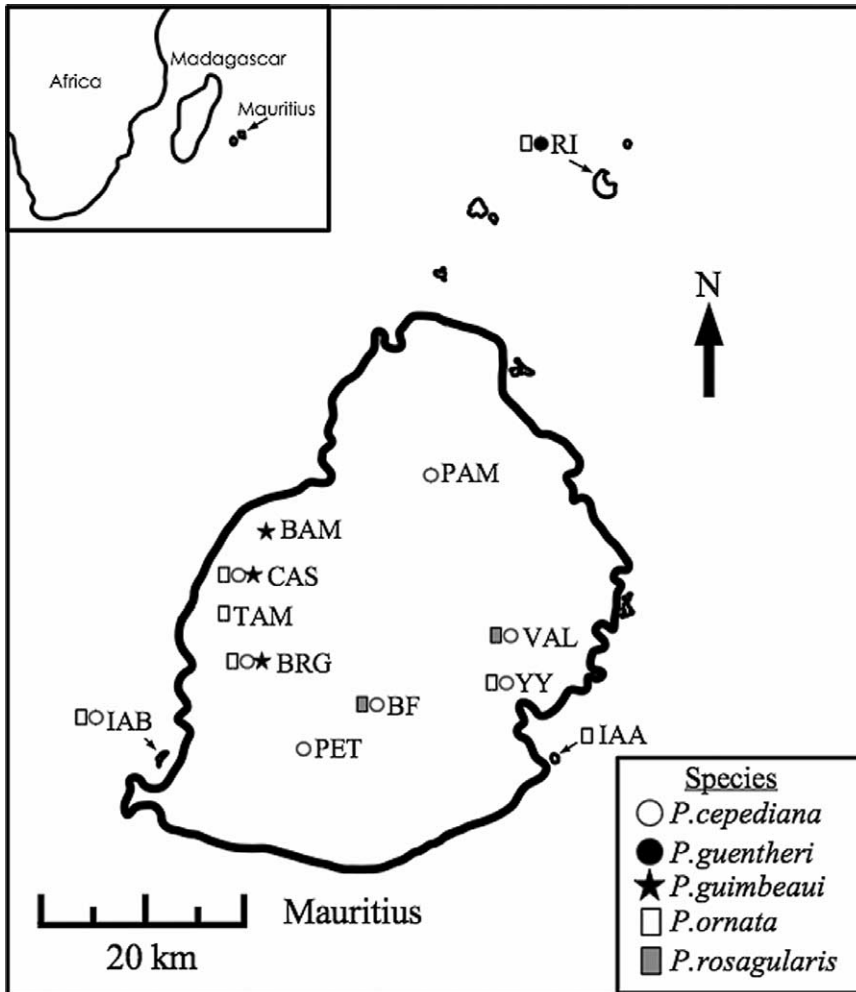 Africa
Madagascar
Mauritius
RI
N
PAM
BAM
CAS
TAM
VAL
BRG
YY
BF
IAB
PET
IAA
Species
P.cepediana
P.guentheri
P.guimbeaui
P.ornata
P.rosagularis
Mauritius
20 km